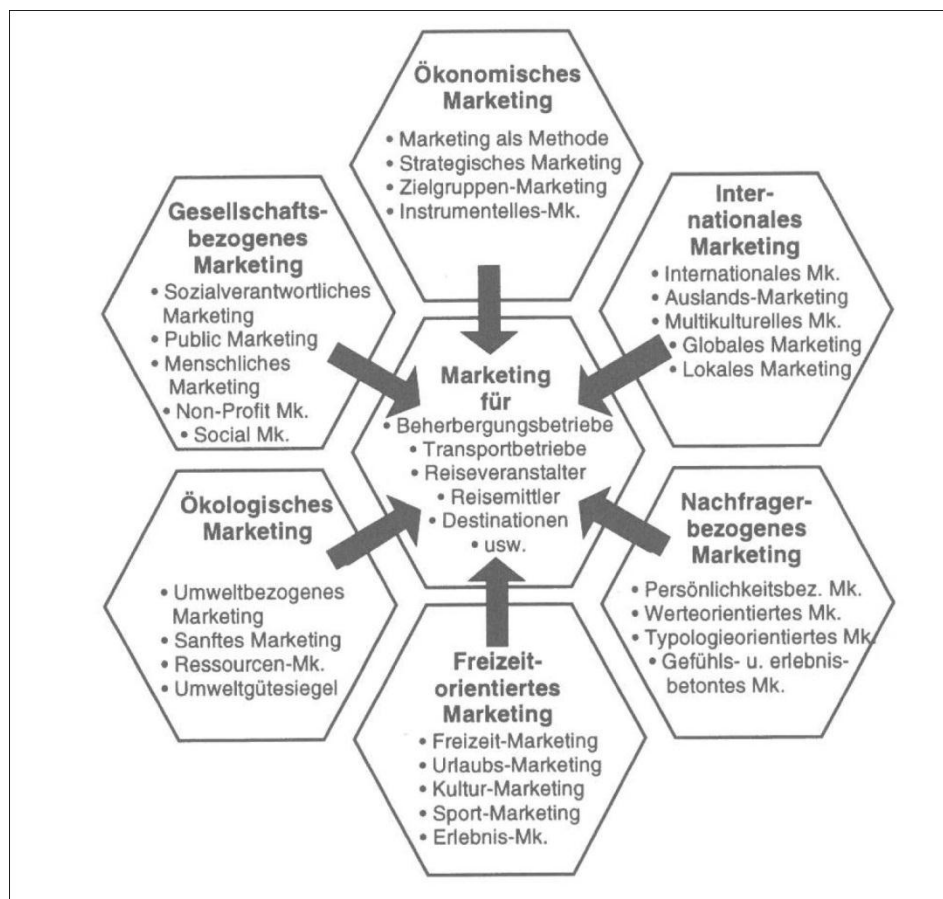 Ökonomisches
Marketing
• Marketing als Methode
• Strategisches Marketing
• Zielgruppen-Marketing
• Instrumentelles-Mk.
Gesellschafts-
bezogenes
Marketing
• Sozialverantwortliches
Marketing
• Public Marketing
• Menschliches
Marketing
• Non-Profit Mk.
• Social Mk.
Inter-
nationales
Marketing
• Internationales Mk.
• Auslands-Marketing
• Multikulturelles Mk.
• Globales Marketing
• Lokales Marketing
Marketing
für
• Beherbergungsbetriebe
• Transportbetriebe
• Reiseveranstalter
• Reisemittler
• Destinationen
• usw.
Ökologisches
Marketing
• Umweltbezogenes
Marketing
• Sanftes Marketing
• Ressourcen-Mk.
• Umweltgütesiegel
Nachfrager-
bezogenes
Marketing
• Persönlichkeitsbez. Mk.
• Werteorientiertes Mk.
• Typologieorientiertes Mk.
• Gefühls- u. erlebnis-
betontes Mk.
Freizeit-
orientiertes
Marketing
• Freizeit-Marketing
• Urlaubs-Marketing
• Kultur-Marketing
• Sport-Marketing
• Erlebnis-Mk.